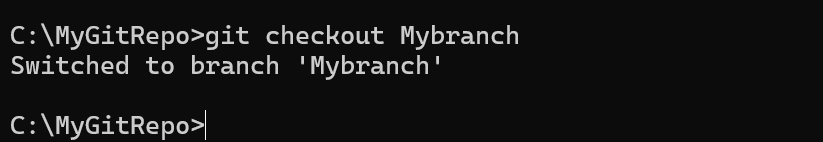 C:\MyGitRepo>git checkout Mybranch
Switched to branch 'Mybranch'
C:\MyGitRepo>